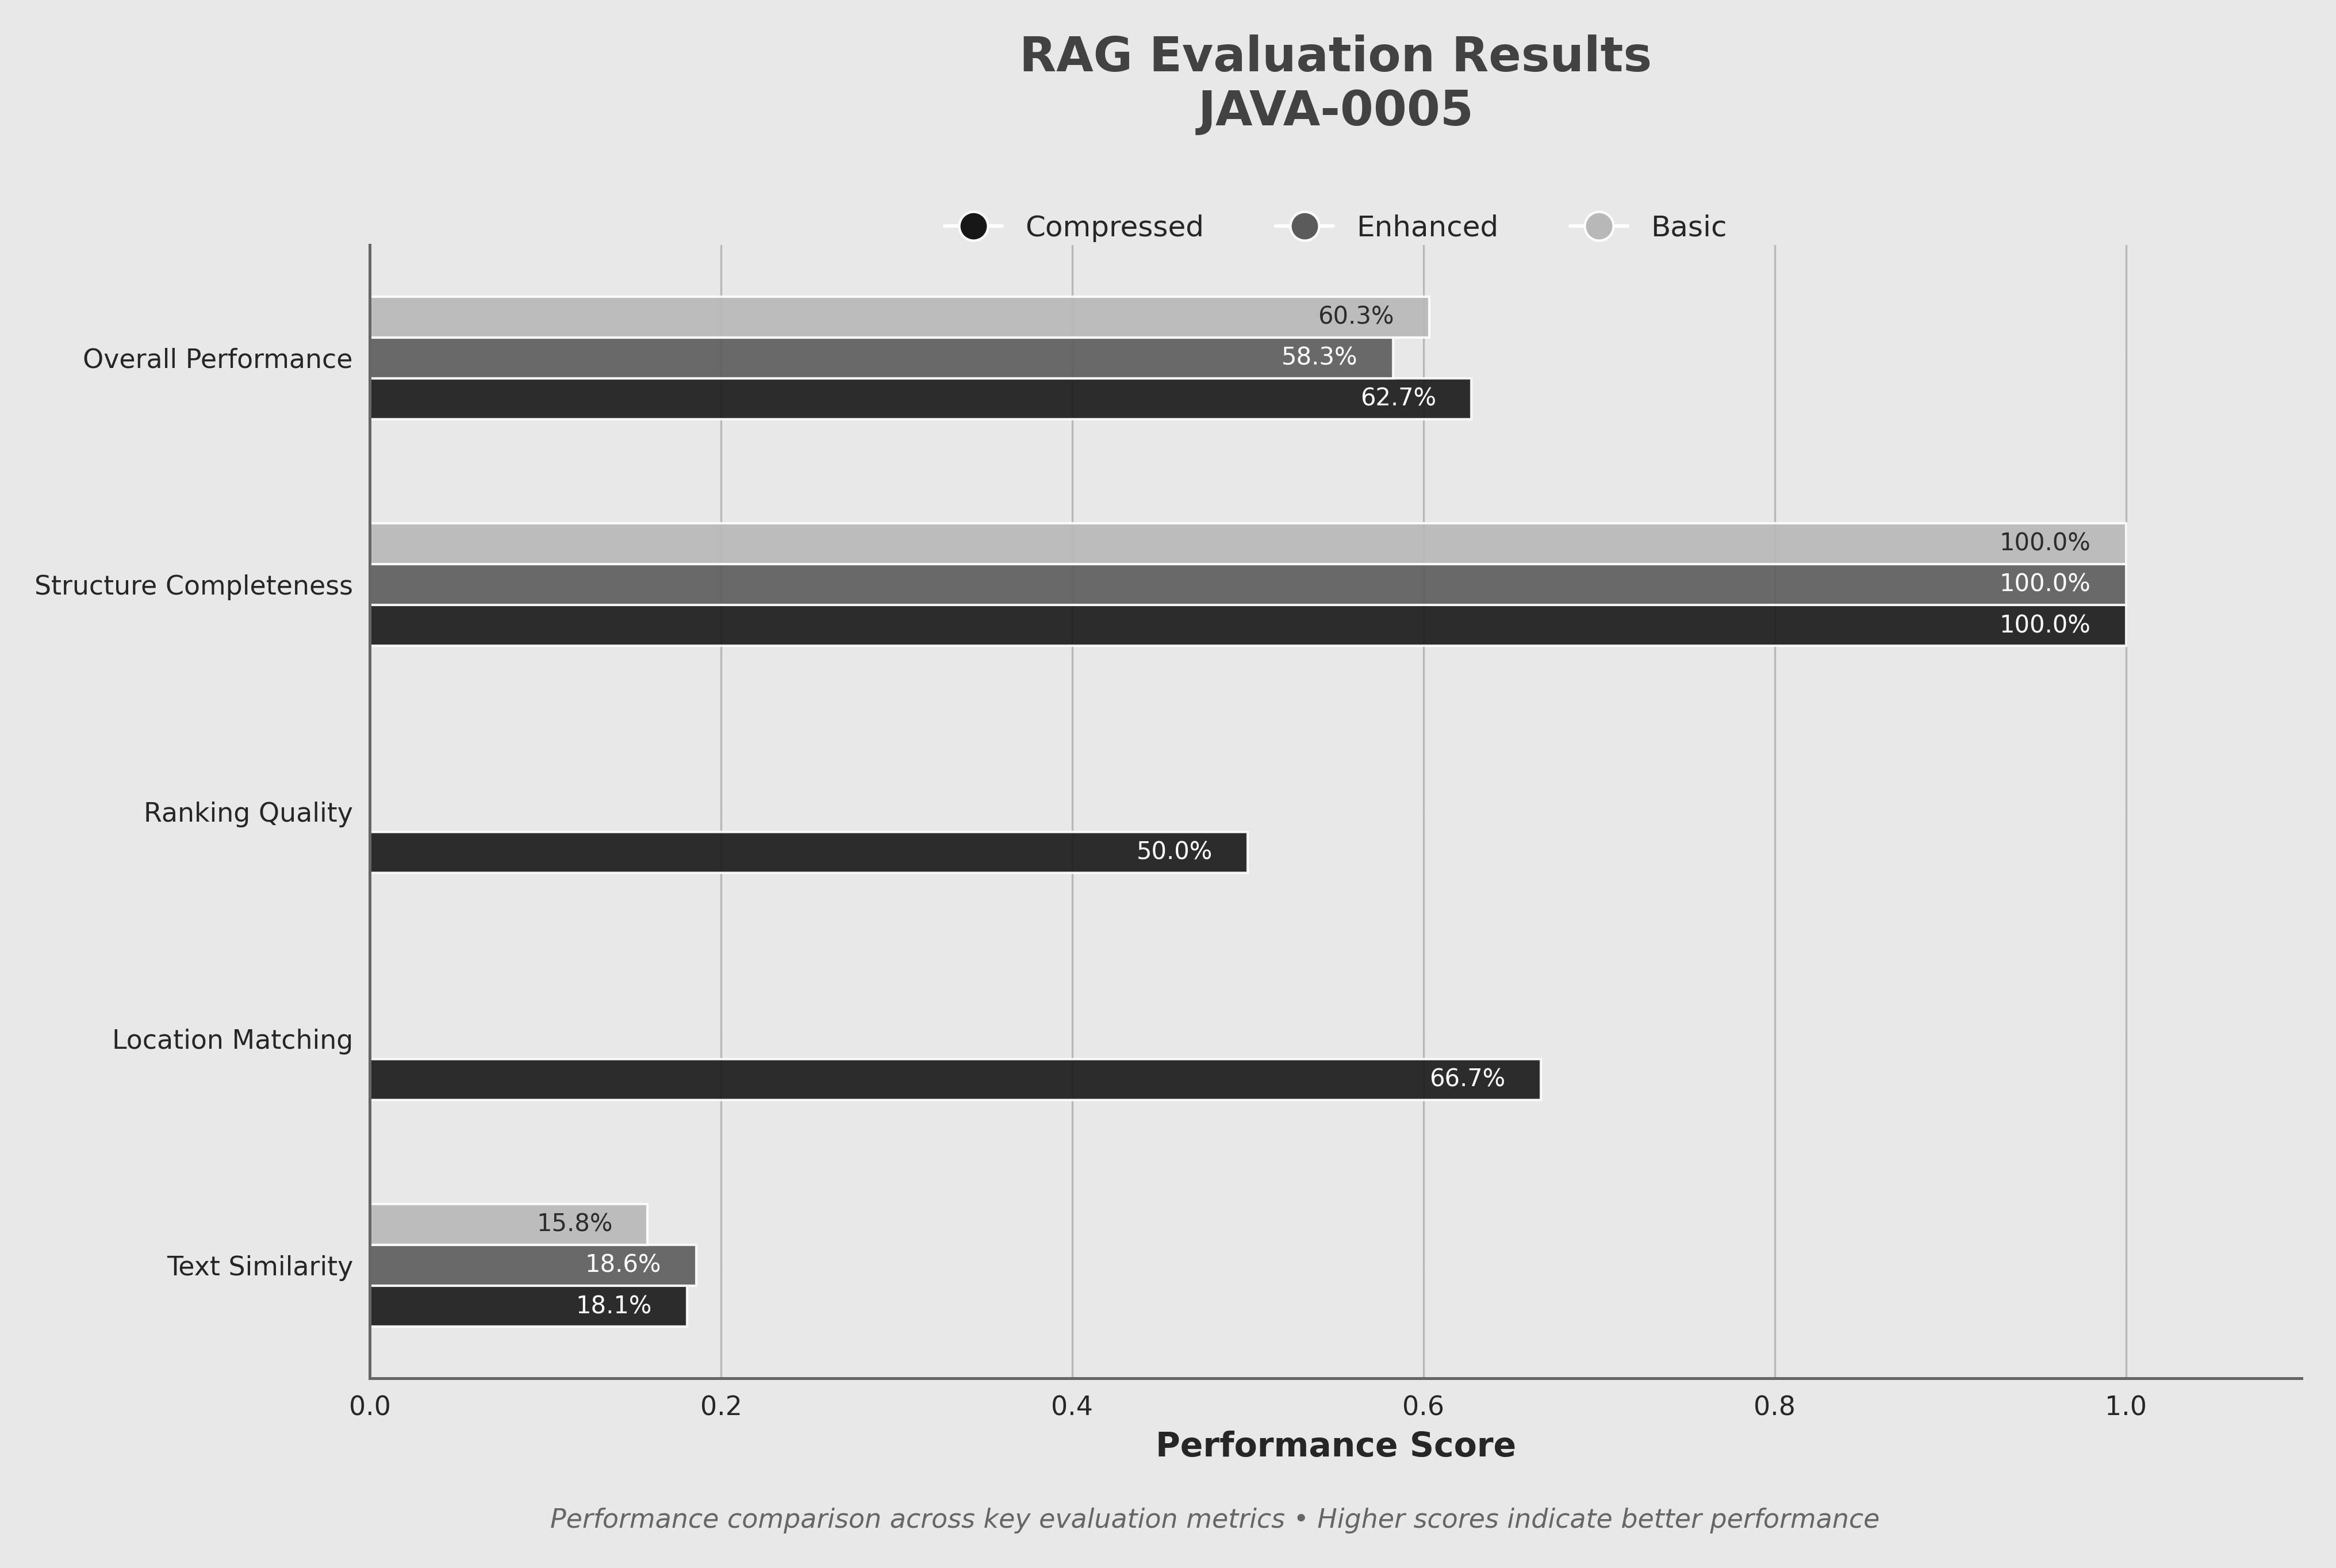 RAG Evaluation Results
JAVA-0005
Compressed Enhanced Basic
60.3%
Overall Performance 58.3%
62.7%
100.0%
Structure Completeness 100.0%
100.0%
Ranking Quality
50.0%
Location Matching
66.7%
15.8%
Text Similarity 18.6%
18.1%
0.0 0.2 0.4 0.6 0.8 1.0
Performance Score
Performance comparison across key evaluation metrics • Higher scores indicate better performance